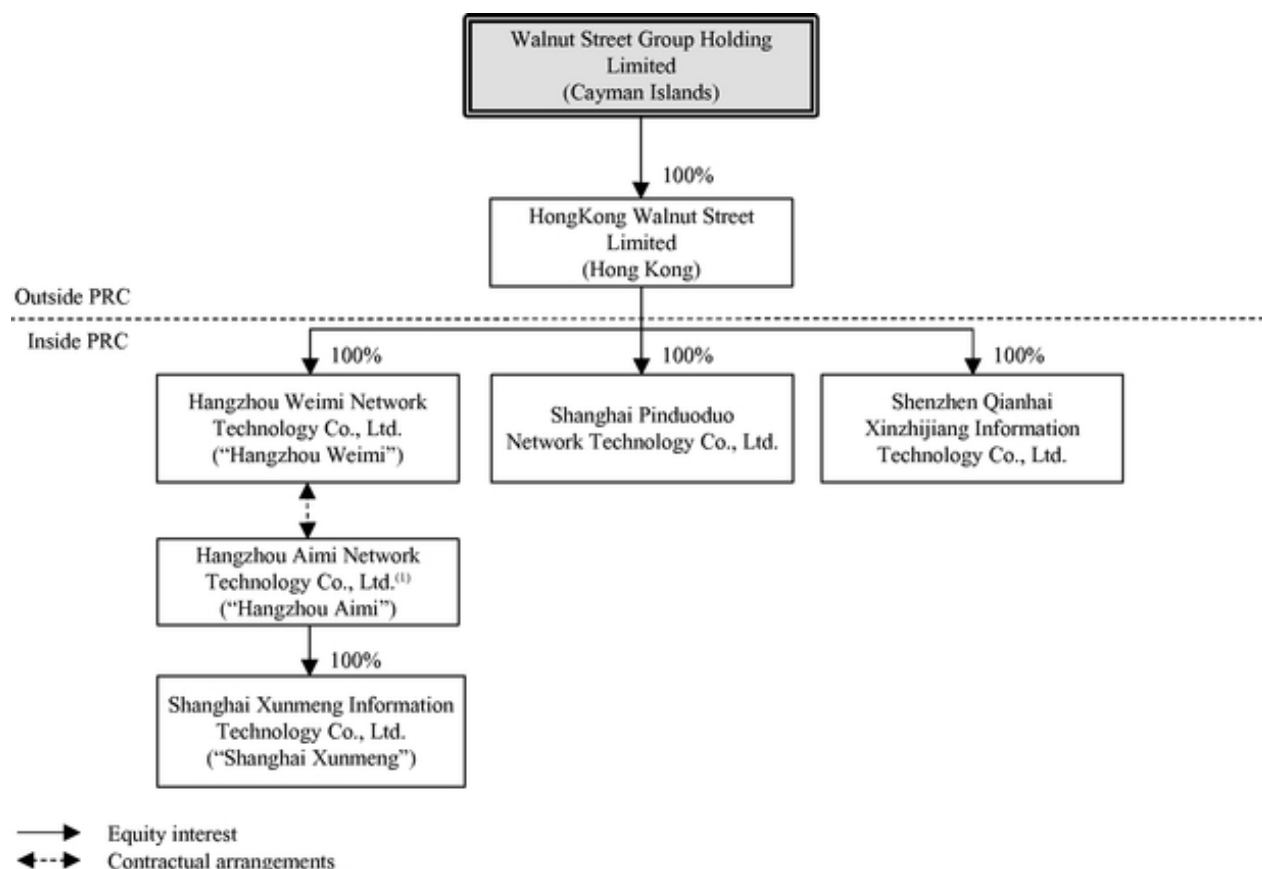 Walnut Street Group Holding
Limited
(Cayman Islands)
100%
HongKong Walnut Street
Limited
(Hong Kong)
Outside PRC
Inside PRC
100%
100%
100%
Hangzhou Weimi Network
Technology Co., Ltd.
(“Hangzhou Weimi”)
Shanghai Pinduoduo
Network Technology Co., Ltd.
Shenzhen Qianhai
Xinzhijiang Information
Technology Co., Ltd.
Hangzhou Aimi Network
Technology Co., Ltd.(1)
(“Hangzhou Aimi”)
100%
Shanghai Xunmeng Information
Technology Co., Ltd.
(“Shanghai Xunmeng”)
Equity interest
Contractual arrangements